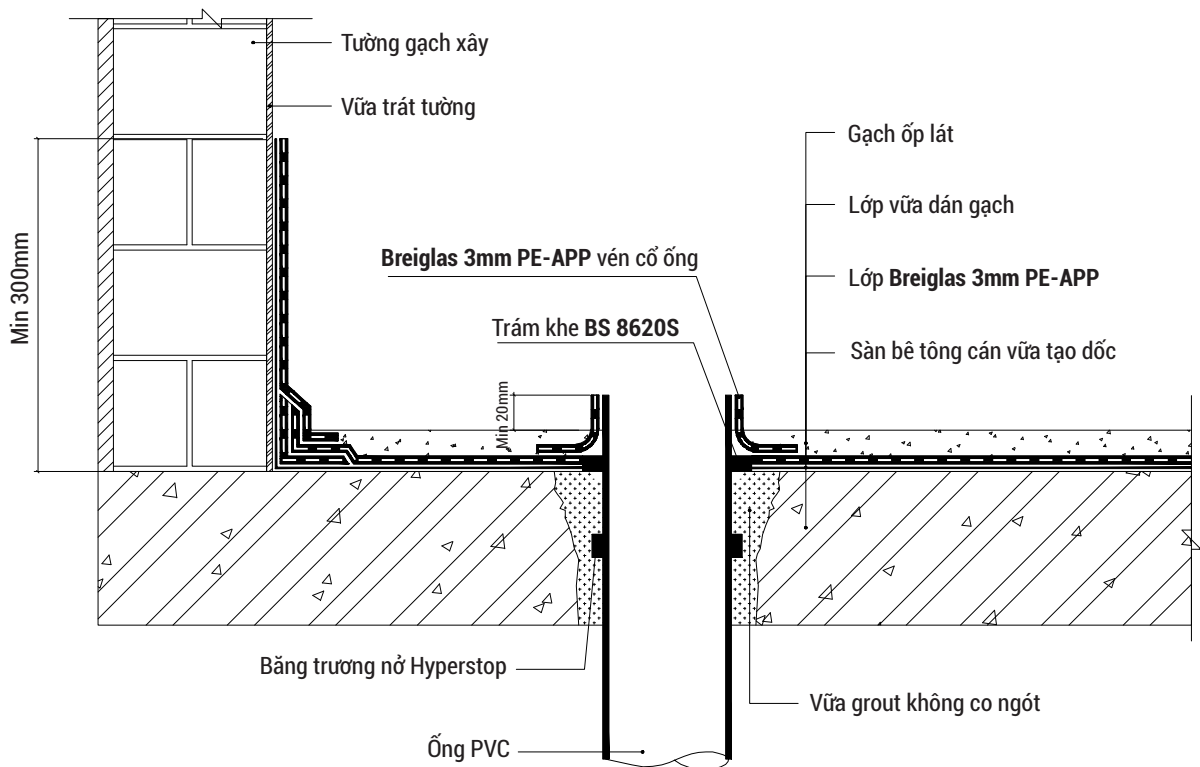 Tường gạch xây
Vữa trát tường
Gạch ốp lát
Lớp vữa dán gạch
Breiglas 3mm PE-APP vén cổ ống
Lớp Breiglas 3mm PE-APP
Min 300mm
Trám khe BS 8620S
Sàn bê tông cán vữa tạo dốc
Min 20mm
Băng trương nở Hyperstop
Vữa grout không co ngót
Ống PVC